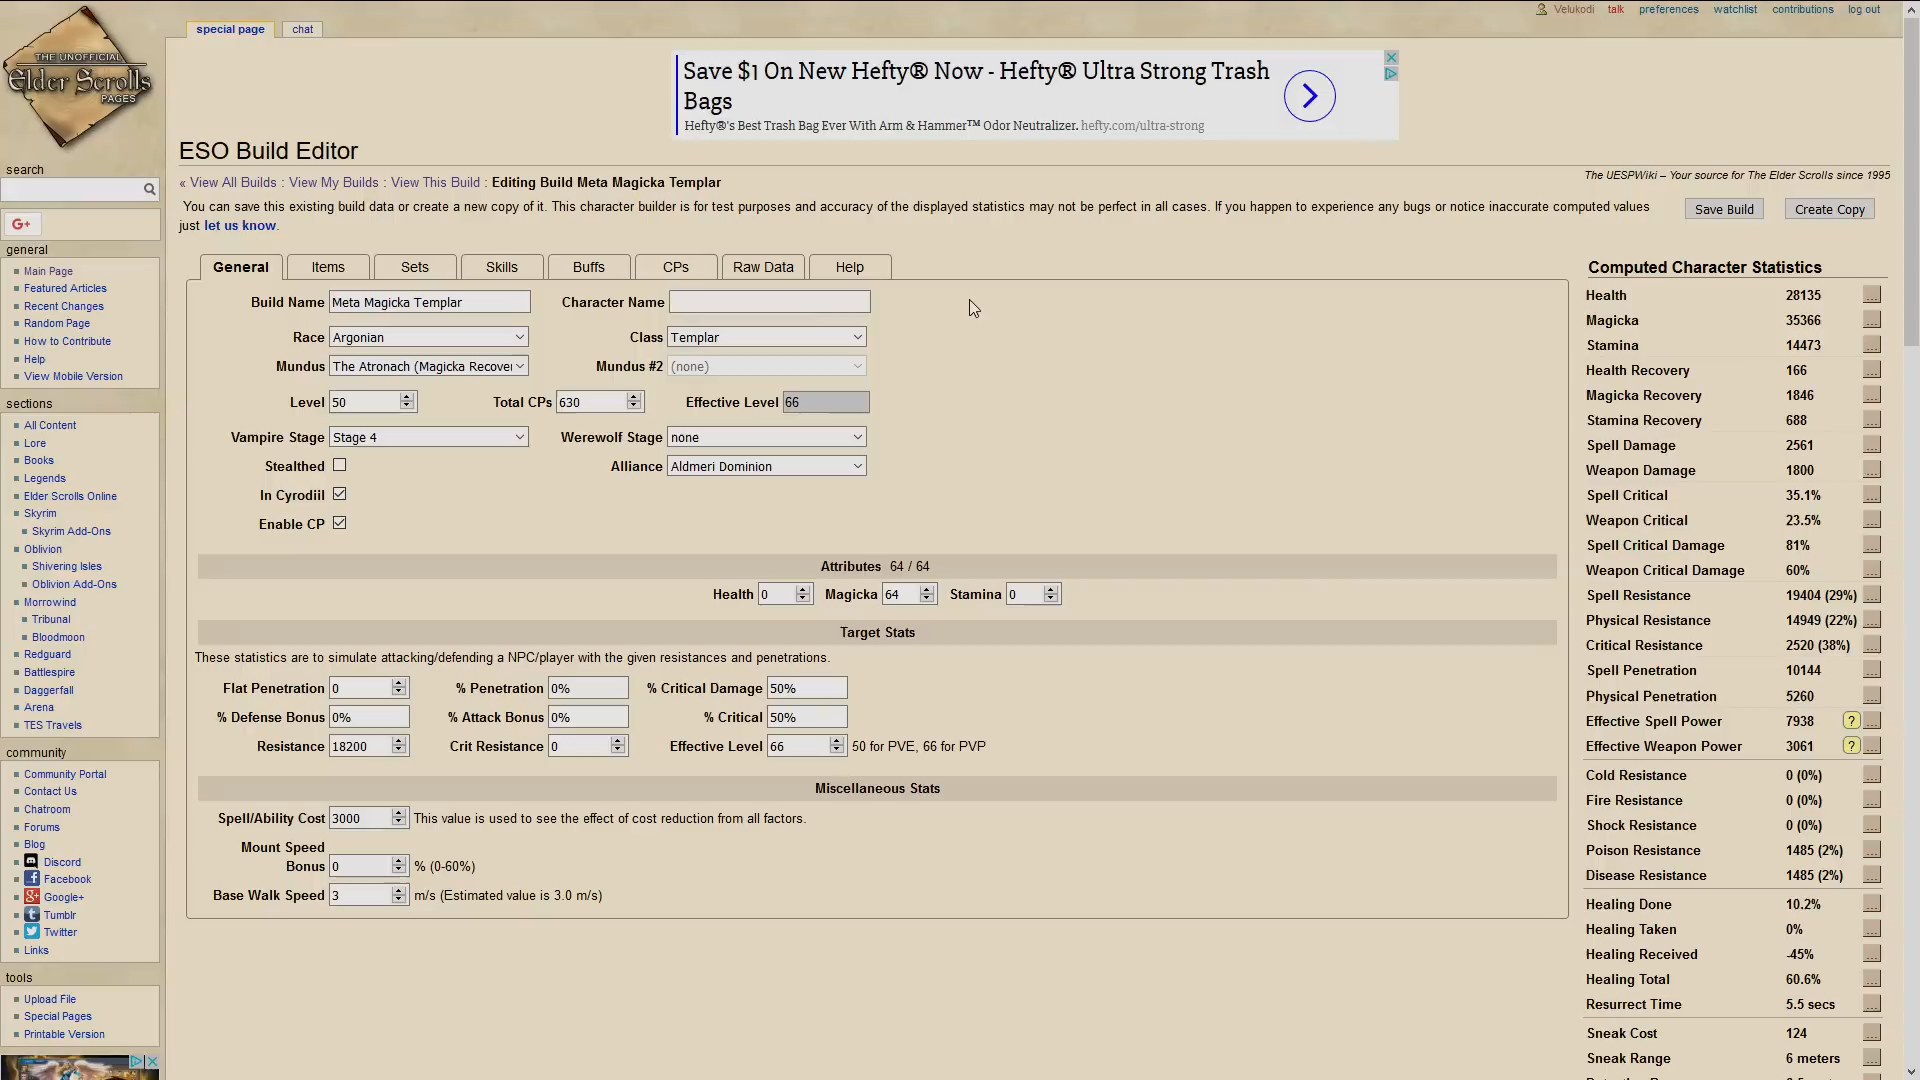 Velukodi talk preferences watchlist contributions log out
special page chat
THE UNOFFICIAL
Elder Scrolls
PAGES
Save $1 On New Hefty® Now - Hefty® Ultra Strong Trash
Bags
Hefty®'s Best Trash Bag Ever With Arm & Hammer™ Odor Neutralizer. hefty.com/ultra-strong
ESO Build Editor
The UESPWiki – Your source for The Elder Scrolls since 1995
« View All Builds : View My Builds : View This Build : Editing Build Meta Magicka Templar
You can save this existing build data or create a new copy of it. This character builder is for test purposes and accuracy of the displayed statistics may not be perfect in all cases. If you happen to experience any bugs or notice inaccurate computed values
just let us know.
Save Build Create Copy
search
G+
general
Main Page
Featured Articles
Recent Changes
Random Page
How to Contribute
Help
View Mobile Version
sections
All Content
Lore
Books
Legends
Elder Scrolls Online
Skyrim
Skyrim Add-Ons
Oblivion
Shivering Isles
Oblivion Add-Ons
Morrowind
Tribunal
Bloodmoon
Redguard
Battlespire
Daggerfall
Arena
TES Travels
community
Community Portal
Contact Us
Chatroom
Forums
Blog
Discord
Facebook
Google+
Tumblr
Twitter
Links
tools
Upload File
Special Pages
Printable Version
General Items Sets Skills Buffs CPs Raw Data Help
Build Name Meta Magicka Templar Character Name
Race Argonian Class Templar
Mundus The Atronach (Magicka Recover Mundus #2 (none)
Level 50 Total CPs 630 Effective Level 66
Vampire Stage Stage 4 Werewolf Stage none
Stealthed Alliance Aldmeri Dominion
In Cyrodiil
Enable CP
Attributes 64 / 64
Health 0 Magicka 64 Stamina 0
Target Stats
These statistics are to simulate attacking/defending a NPC/player with the given resistances and penetrations.
Flat Penetration 0 % Penetration 0% % Critical Damage 50%
% Defense Bonus 0% % Attack Bonus 0% % Critical 50%
Resistance 18200 Crit Resistance 0 Effective Level 66 50 for PVE, 66 for PVP
Miscellaneous Stats
Spell/Ability Cost 3000 This value is used to see the effect of cost reduction from all factors.
Mount Speed
Bonus 0 % (0-60%)
Base Walk Speed 3 m/s (Estimated value is 3.0 m/s)
Computed Character Statistics
Health 28135 ...
Magicka 35366 ...
Stamina 14473 ...
Health Recovery 166 ...
Magicka Recovery 1846 ...
Stamina Recovery 688 ...
Spell Damage 2561 ...
Weapon Damage 1800 ...
Spell Critical 35.1% ...
Weapon Critical 23.5% ...
Spell Critical Damage 81% ...
Weapon Critical Damage 60% ...
Spell Resistance 19404 (29%) ...
Physical Resistance 14949 (22%) ...
Critical Resistance 2520 (38%) ...
Spell Penetration 10144 ...
Physical Penetration 5260 ...
Effective Spell Power 7938 ? ...
Effective Weapon Power 3061 ? ...
Cold Resistance 0 (0%) ...
Fire Resistance 0 (0%) ...
Shock Resistance 0 (0%) ...
Poison Resistance 1485 (2%) ...
Disease Resistance 1485 (2%) ...
Healing Done 10.2% ...
Healing Taken 0% ...
Healing Received -45% ...
Healing Total 60.6% ...
Resurrect Time 5.5 secs ...
Sneak Cost 124 ...
Sneak Range 6 meters ...